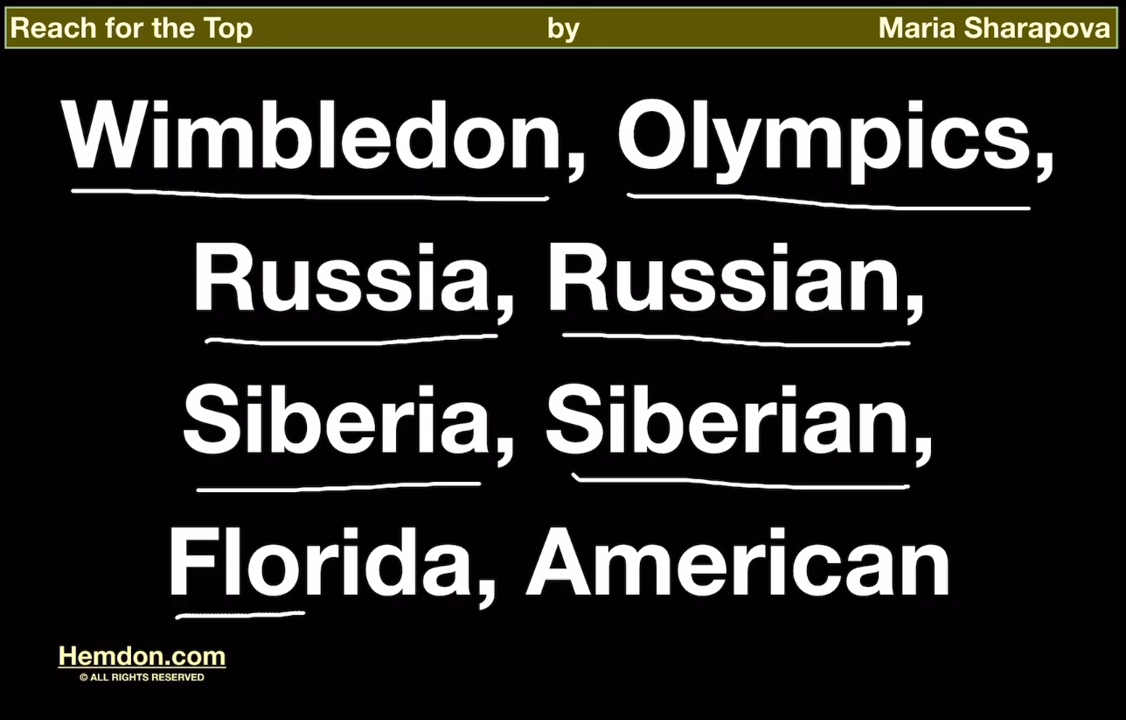 Reach for the Top by Maria Sharapova
Wimbledon, Olympics,
Russia, Russian,
Siberia, Siberian,
Florida, American
Hemdon.com
© ALL RIGHTS RESERVED